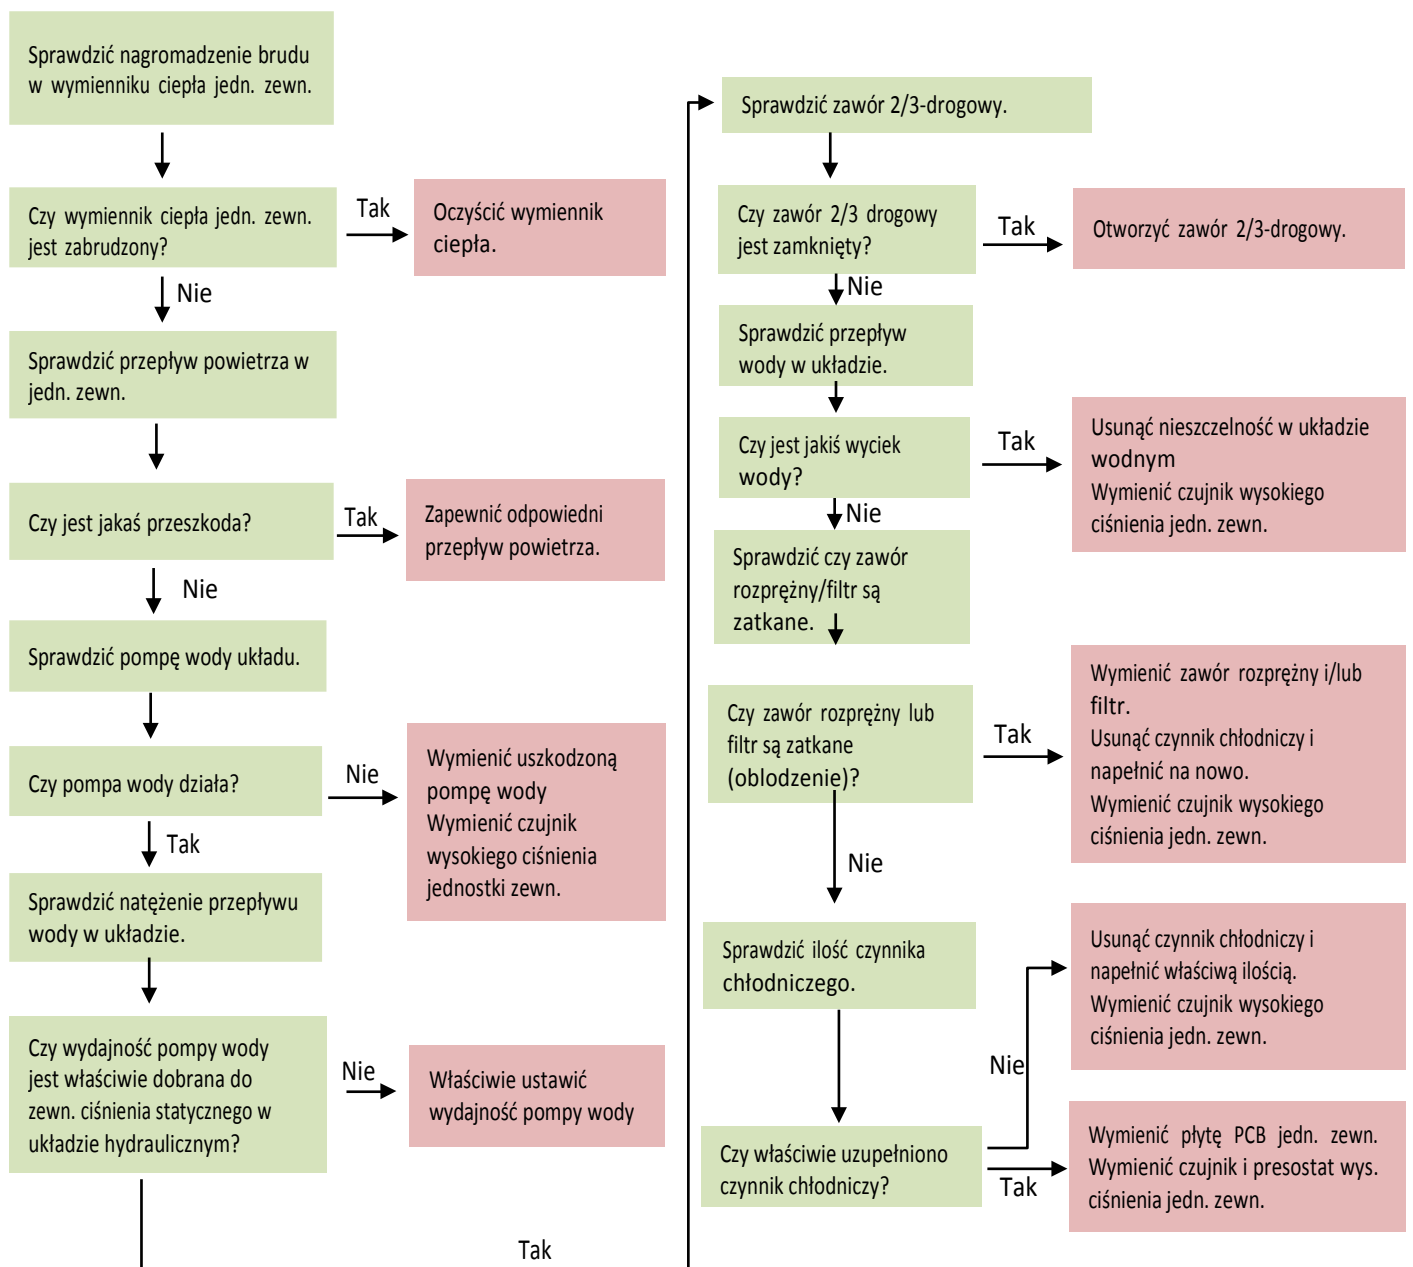 Sprawdzić nagromadzenie brudu
w wymienniku ciepła jedn. zewn.
Czy wymiennik ciepła jedn. zewn.
jest zabrudzony?
Tak
Oczyścić wymiennik
ciepła.
Nie
Sprawdzić przepływ powietrza w
jedn. zewn.
Czy jest jakaś przeszkoda?
Tak
Zapewnić odpowiedni
przepływ powietrza.
Nie
Sprawdzić pompę wody układu.
Czy pompa wody działa?
Nie
Wymienić uszkodzoną
pompę wody
Wymienić czujnik
wysokiego ciśnienia
jednostki zewn.
Tak
Sprawdzić natężenie przepływu
wody w układzie.
Czy wydajność pompy wody
jest właściwie dobrana do
zewn. ciśnienia statycznego w
układzie hydraulicznym?
Nie
Właściwie ustawić
wydajność pompy wody
Tak
Sprawdzić zawór 2/3-drogowy.
Czy zawór 2/3 drogowy
jest zamknięty?
Tak
Otworzyć zawór 2/3-drogowy.
Nie
Sprawdzić przepływ
wody w układzie.
Czy jest jakiś wyciek
wody?
Tak
Usunąć nieszczelność w układzie
wodnym
Wymienić czujnik wysokiego
ciśnienia jedn. zewn.
Nie
Sprawdzić czy zawór
rozprężny/filtr są
zatkane.
Czy zawór rozprężny lub
filtr są zatkane
(oblodzenie)?
Tak
Wymienić zawór rozprężny i/lub
filtr.
Usunąć czynnik chłodniczy i
napełnić na nowo.
Wymienić czujnik wysokiego
ciśnienia jedn. zewn.
Nie
Sprawdzić ilość czynnika
chłodniczego.
Czy właściwie uzupełniono
czynnik chłodniczy?
Nie
Usunąć czynnik chłodniczy i
napełnić właściwą ilością.
Wymienić czujnik wysokiego
ciśnienia jedn. zewn.
Tak
Wymienić płytę PCB jedn. zewn.
Wymienić czujnik i presostat wys.
ciśnienia jedn. zewn.